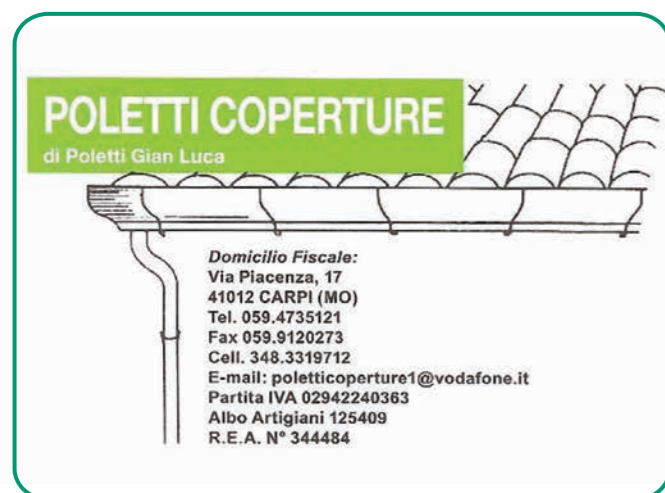 POLETTI COPERTURE
di Poletti Gian Luca
Domicilio Fiscale:
Via Piacenza, 17
41012 CARPI (MO)
Tel. 059.4735121
Fax 059.9120273
Cell. 348.3319712
E-mail: poletticoperture1@vodafone.it
Partita IVA 02942240363
Albo Artigiani 125409
R.E.A. N° 344484